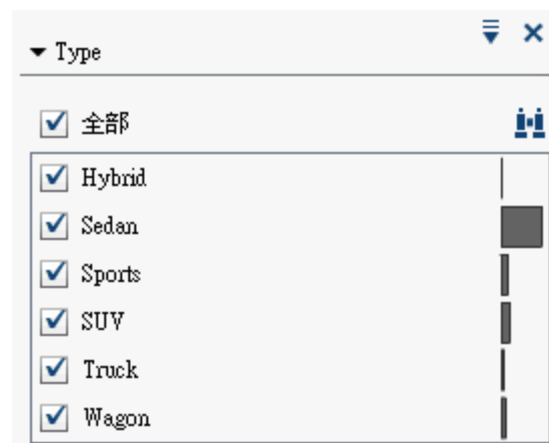 Type
全部
Hybrid
Sedan
Sports
SUV
Truck
Wagon